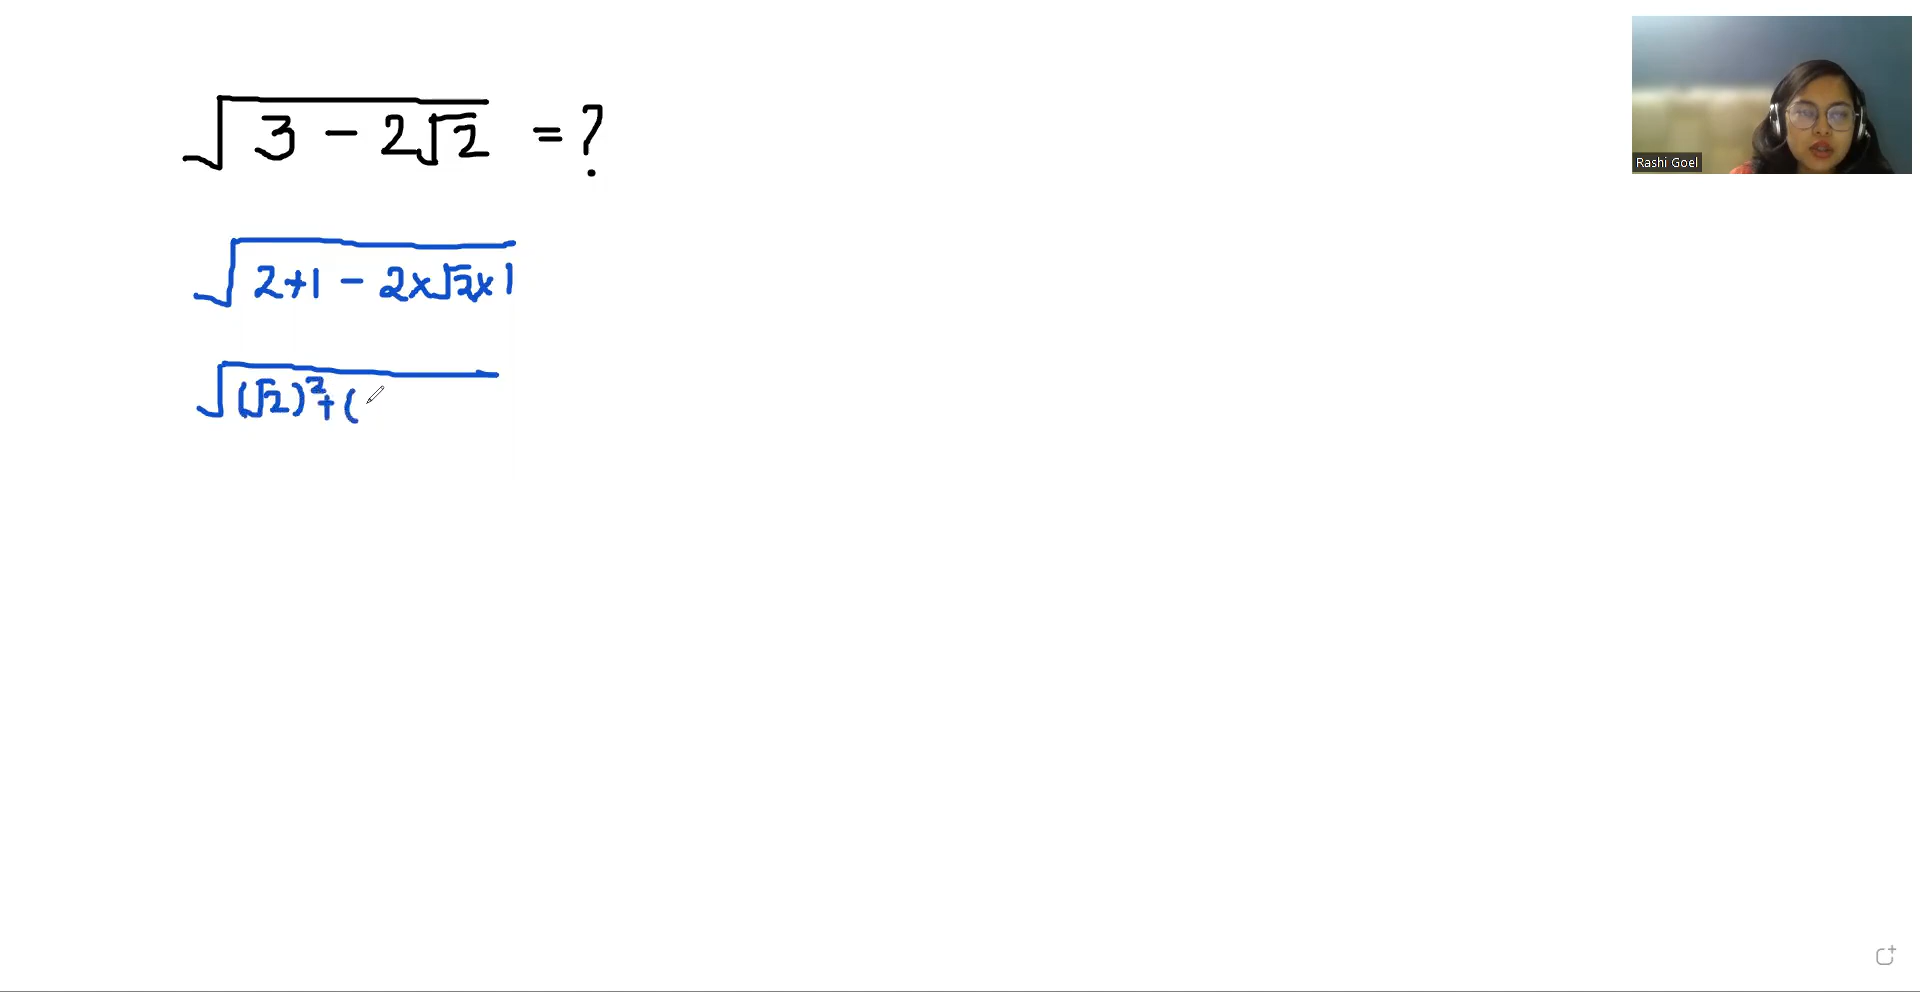 √(3 - 2√2) = ?
Rashi Goel
√(2+1 - 2×√2×1)
√((√2)²+(